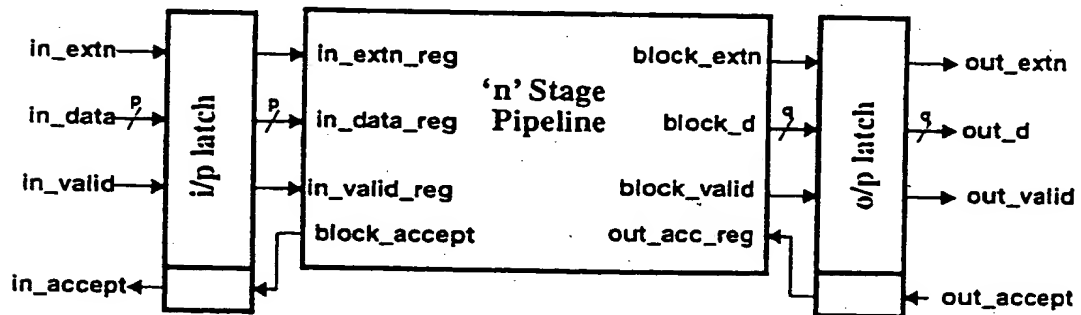 in_extn
in_data
in_valid
in_accept
p
i/p latch
p
in_extn_reg
in_data_reg
in_valid_reg
block_accept
'n' Stage
Pipeline
block_extn
block_d
block_valid
out_acc_reg
q
o/p latch
q
out_extn
out_d
out_valid
out_accept